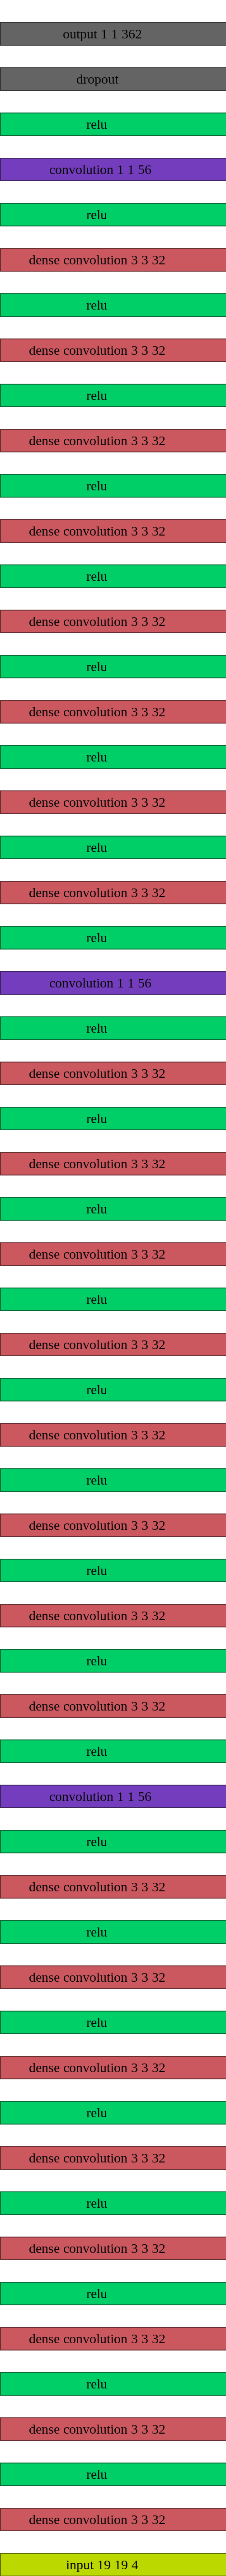 output 1 1 362
dropout
relu
convolution 1 1 56
relu
dense convolution 3 3 32
relu
dense convolution 3 3 32
relu
dense convolution 3 3 32
relu
dense convolution 3 3 32
relu
dense convolution 3 3 32
relu
dense convolution 3 3 32
relu
dense convolution 3 3 32
relu
dense convolution 3 3 32
relu
convolution 1 1 56
relu
dense convolution 3 3 32
relu
dense convolution 3 3 32
relu
dense convolution 3 3 32
relu
dense convolution 3 3 32
relu
dense convolution 3 3 32
relu
dense convolution 3 3 32
relu
dense convolution 3 3 32
relu
dense convolution 3 3 32
relu
convolution 1 1 56
relu
dense convolution 3 3 32
relu
dense convolution 3 3 32
relu
dense convolution 3 3 32
relu
dense convolution 3 3 32
relu
dense convolution 3 3 32
relu
dense convolution 3 3 32
relu
dense convolution 3 3 32
relu
dense convolution 3 3 32
input 19 19 4